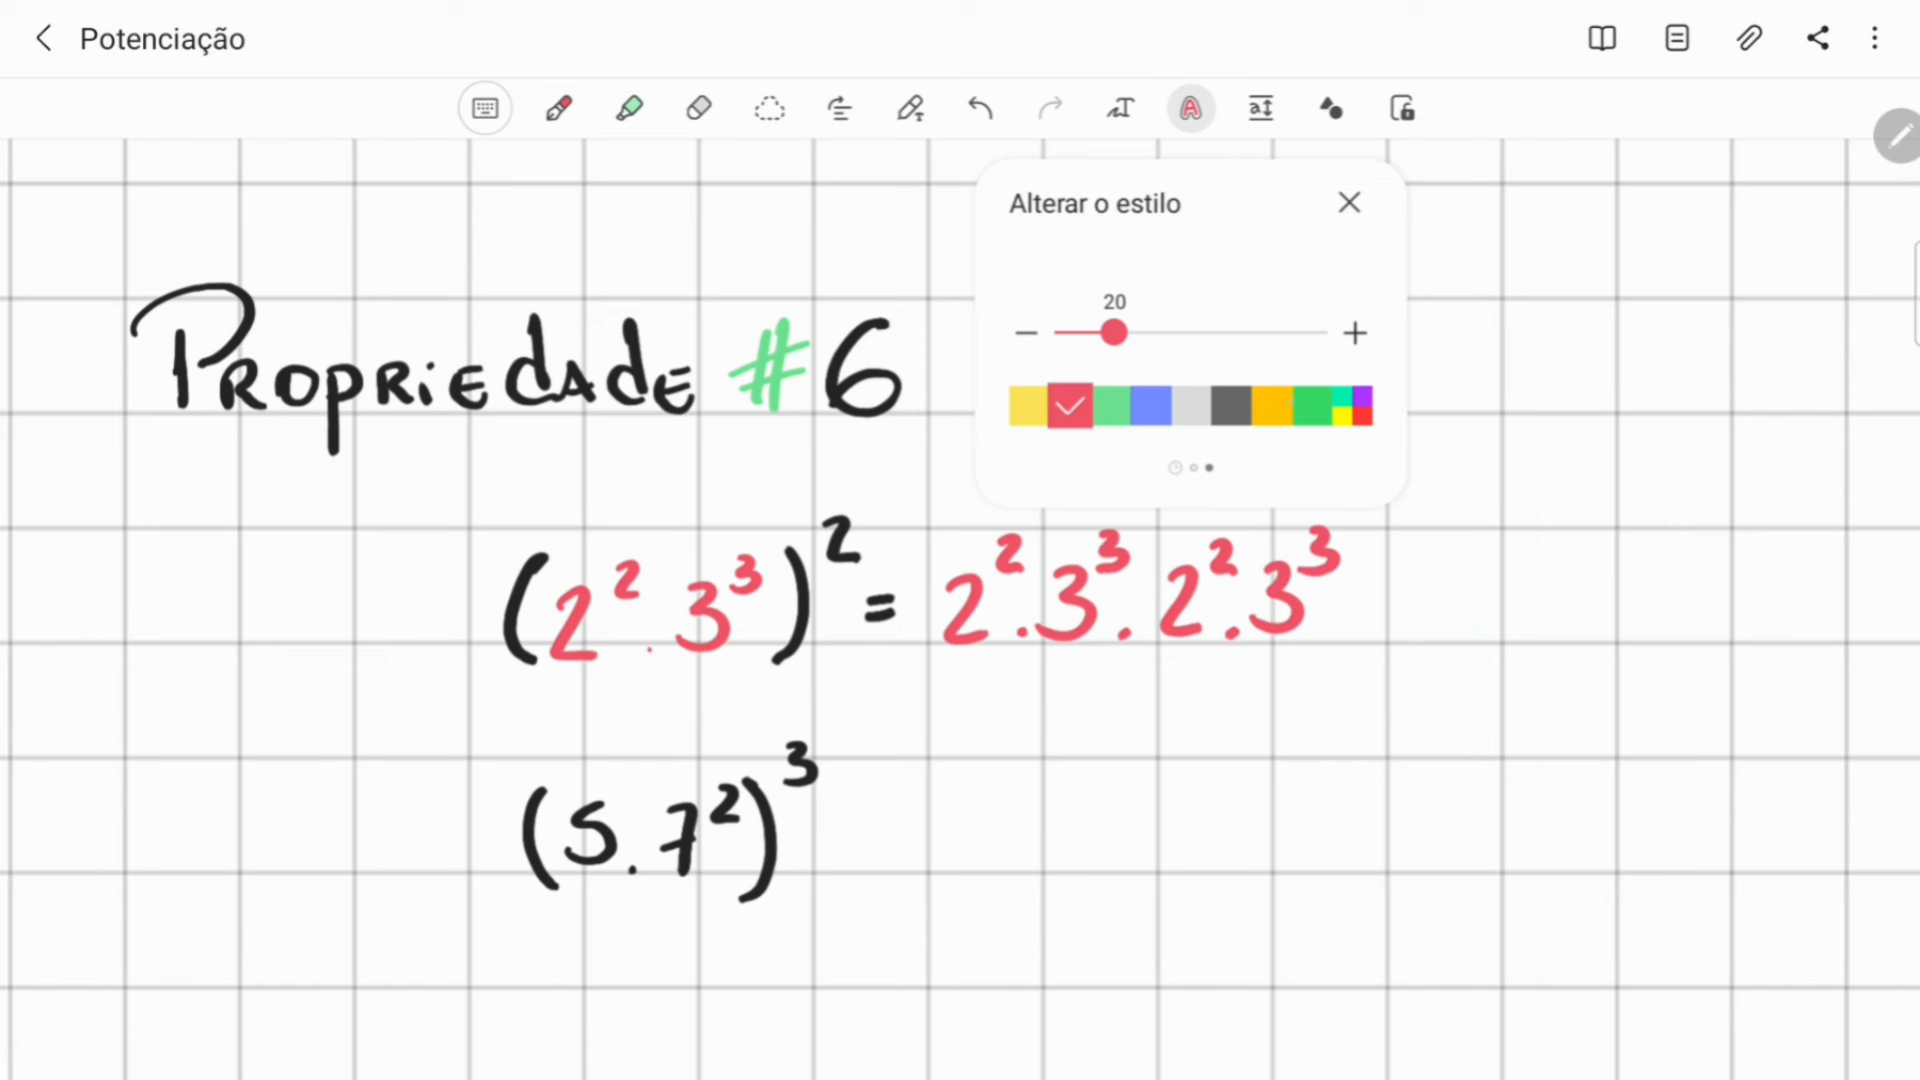 Potenciação
Alterar o estilo
20
Propriedade #6
(2² . 3³)² = 2² . 3³ . 2² . 3³
(5 . 7²)³